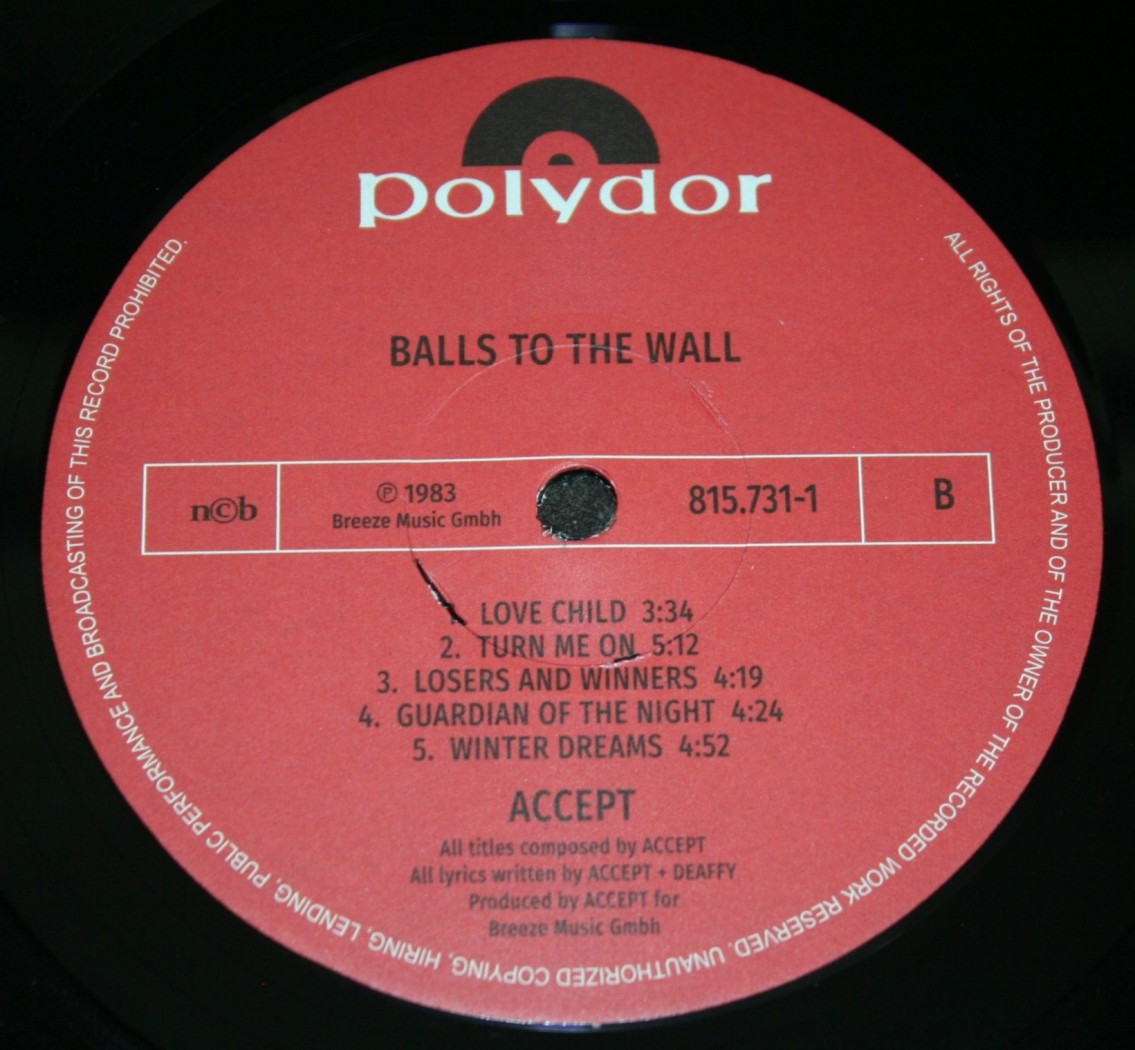 polydor
BALLS TO THE WALL
n©b
℗ 1983
Breeze Music Gmbh
815.731-1
B
1. LOVE CHILD 3:34
2. TURN ME ON 5:12
3. LOSERS AND WINNERS 4:19
4. GUARDIAN OF THE NIGHT 4:24
5. WINTER DREAMS 4:52
ACCEPT
All titles composed by ACCEPT
All lyrics written by ACCEPT + DEAFFY
Produced by ACCEPT for
Breeze Music Gmbh
ALL RIGHTS OF THE PRODUCER AND OF THE OWNER OF THE RECORDED WORK RESERVED. UNAUTHORIZED COPYING, HIRING, LENDING, PUBLIC PERFORMANCE AND BROADCASTING OF THIS RECORD PROHIBITED.